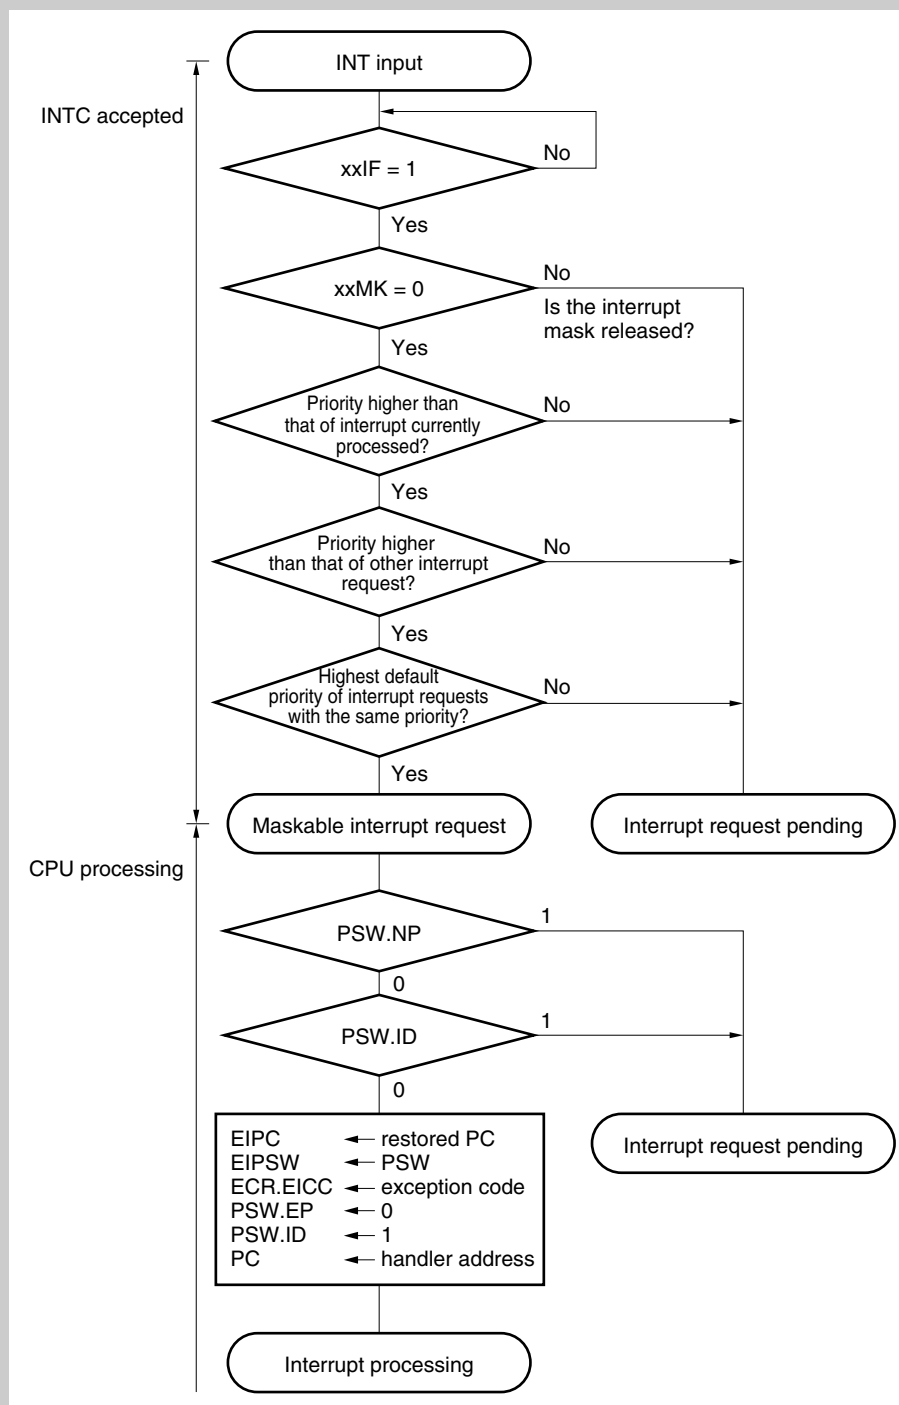 INT input
INTC accepted
xxIF = 1
No
Yes
xxMK = 0
No
Is the interrupt
mask released?
Yes
Priority higher than
that of interrupt currently
processed?
No
Yes
Priority higher
than that of other interrupt
request?
No
Yes
Highest default
priority of interrupt requests
with the same priority?
No
Yes
Maskable interrupt request
Interrupt request pending
CPU processing
PSW.NP
1
0
PSW.ID
1
0
EIPC ← restored PC
EIPSW ← PSW
ECR.EICC ← exception code
PSW.EP ← 0
PSW.ID ← 1
PC ← handler address
Interrupt request pending
Interrupt processing